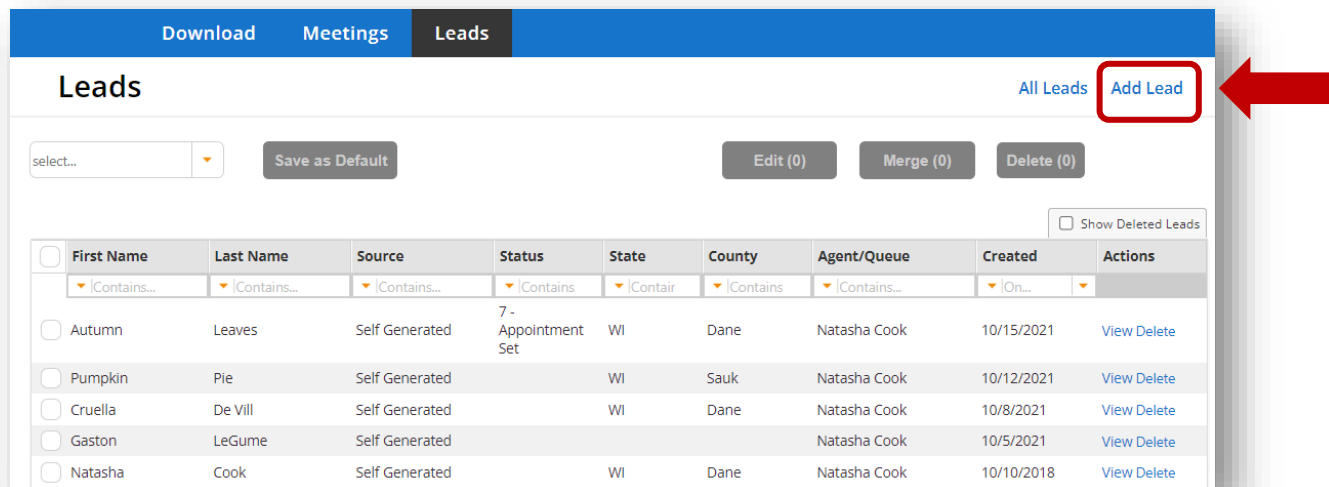 Download Meetings Leads
Leads All Leads Add Lead
select... Save as Default Edit (0) Merge (0) Delete (0)
Show Deleted Leads
First Name Last Name Source Status State County Agent/Queue Created Actions
Contains... Contains... Contains... Contains Contair Contains Contains... On...
7 -
Autumn Leaves Self Generated Appointment WI Dane Natasha Cook 10/15/2021 View Delete
Set
Pumpkin Pie Self Generated WI Sauk Natasha Cook 10/12/2021 View Delete
Cruella De Vill Self Generated WI Dane Natasha Cook 10/8/2021 View Delete
Gaston LeGume Self Generated Natasha Cook 10/5/2021 View Delete
Natasha Cook Self Generated WI Dane Natasha Cook 10/10/2018 View Delete